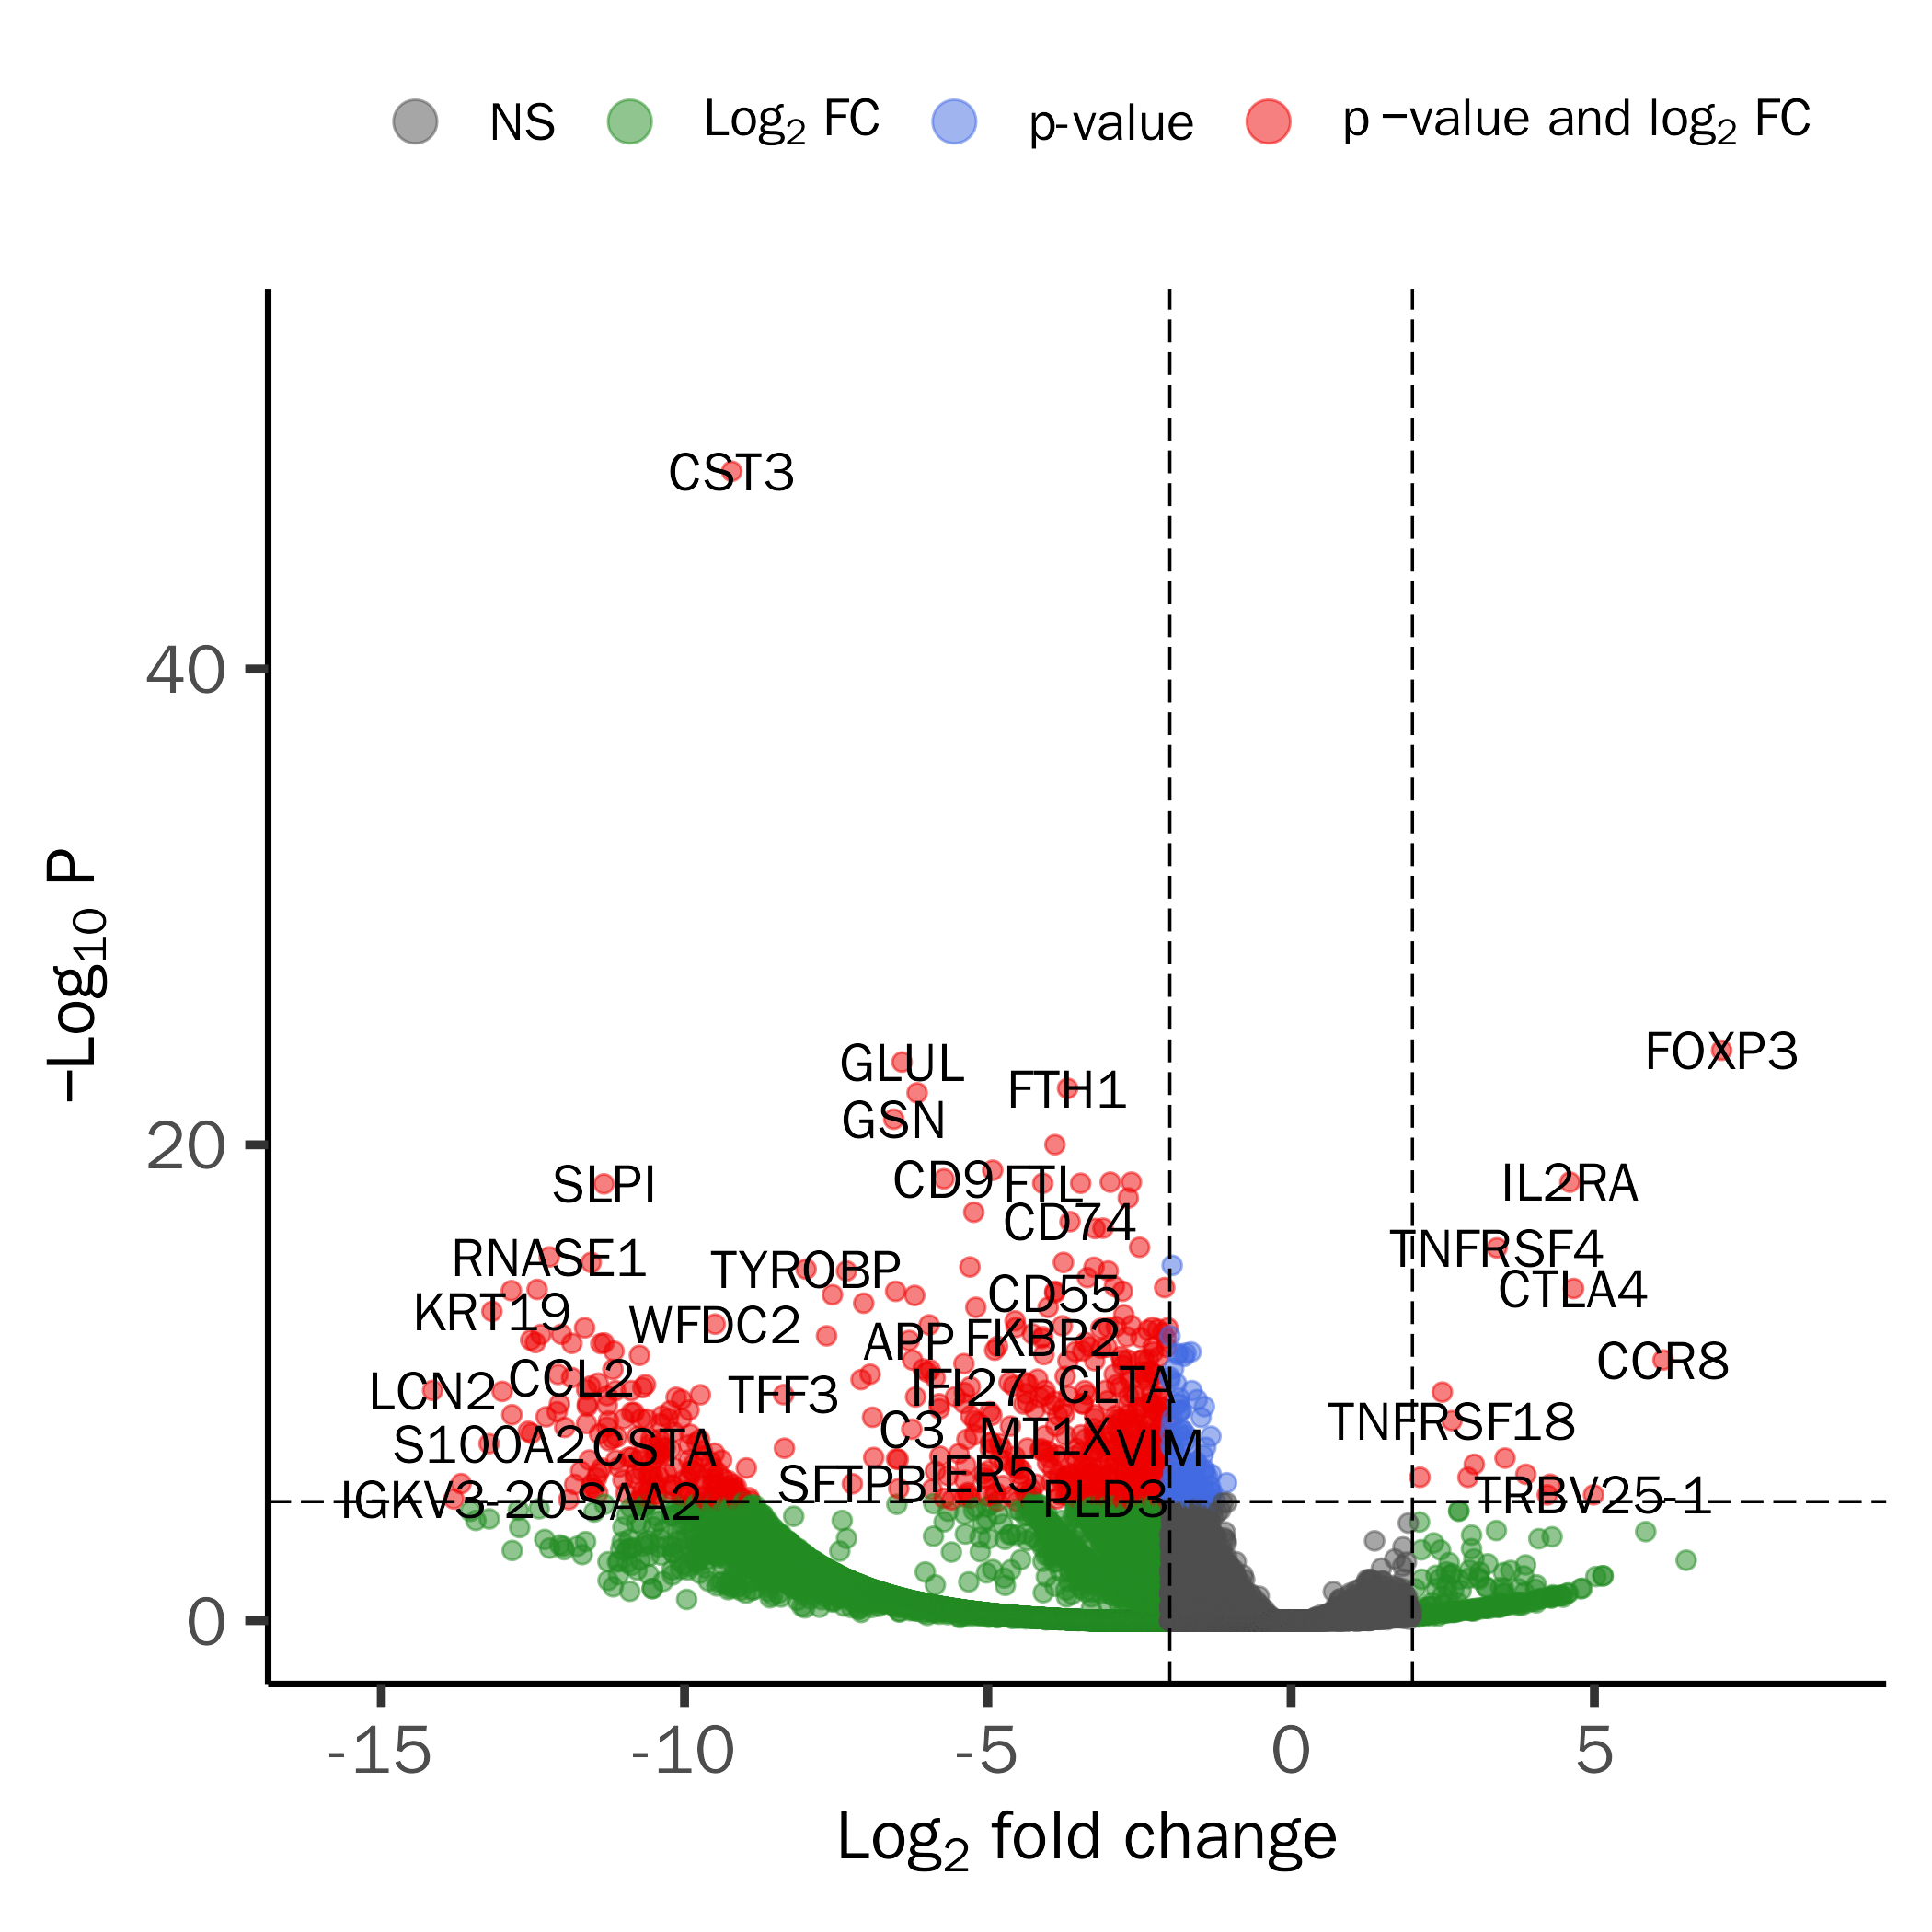 NS Log2 FC p-value p −value and log2 FC
CST3
40
−Log10 P
FOXP3
GLUL
FTH1
GSN
20
CD9 FTL
SLPI
IL2RA
CD74
TNFRSF4
RNASE1
TYROBP
CTLA4
CD55
KRT19
WFDC2
APP FKBP2
CCR8
CCL2
LCN2
TFF3
IFI27
CLTA
TNFRSF18
C3
MT1X
S100A2 CSTA
VIM
SFTPB IER5
IGKV3-20 SAA2
PLD3
TRBV25-1
0
-15 -10 -5 0 5
Log2 fold change